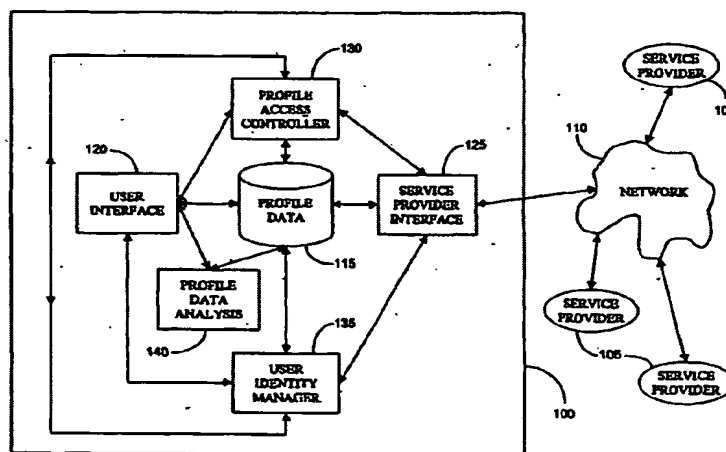 130
PROFILE
ACCESS
CONTROLLER
SERVICE
PROVIDER
10
120
USER
INTERFACE
PROFILE
DATA
115
125
SERVICE
PROVIDER
INTERFACE
110
NETWORK
PROFILE
DATA
ANALYSIS
140
135
USER
IDENTITY
MANAGER
SERVICE
PROVIDER
105
SERVICE
PROVIDER
100